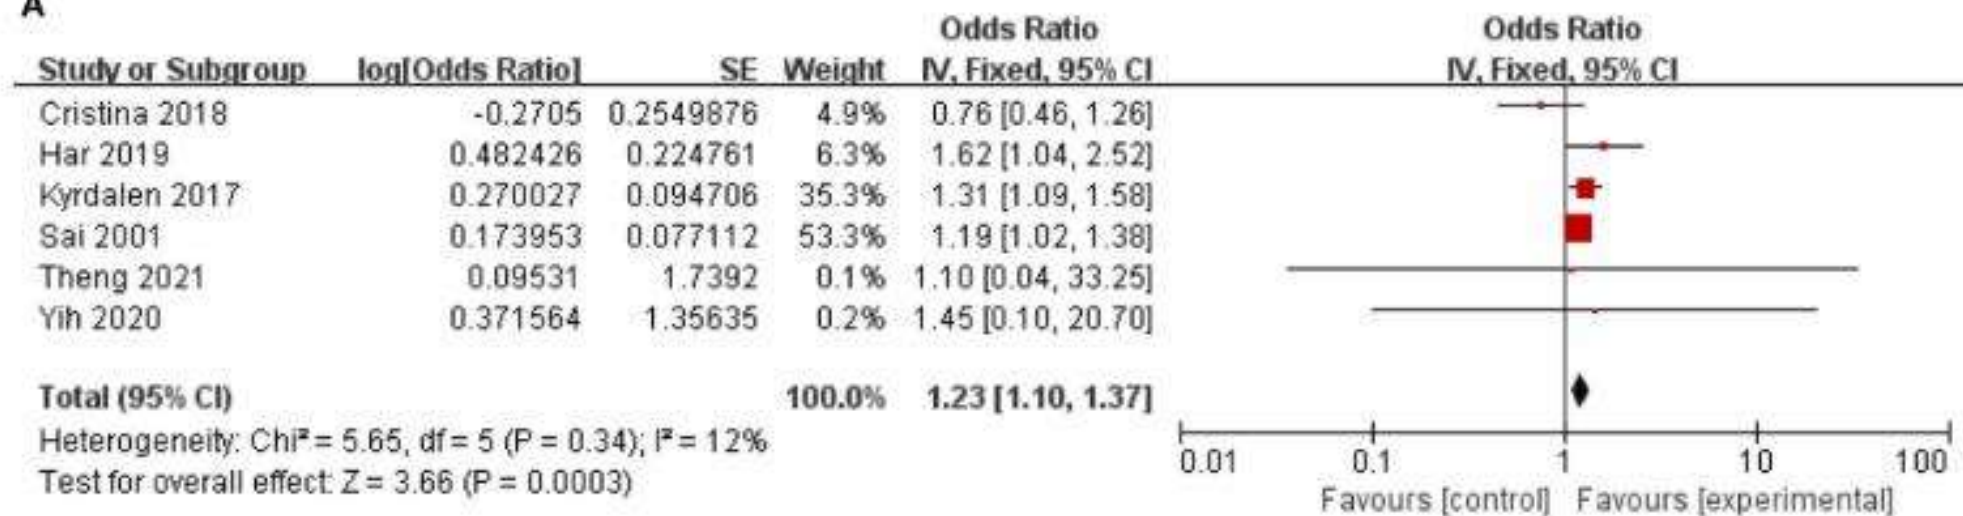 A
Odds Ratio Odds Ratio
Study or Subgroup log[Odds Ratio] SE Weight IV, Fixed, 95% CI IV, Fixed, 95% CI
Cristina 2018 -0.2705 0.2549876 4.9% 0.76 [0.46, 1.26]
Har 2019 0.482426 0.224761 6.3% 1.62 [1.04, 2.52]
Kyrdalen 2017 0.270027 0.094706 35.3% 1.31 [1.09, 1.58]
Sai 2001 0.173953 0.077112 53.3% 1.19 [1.02, 1.38]
Theng 2021 0.09531 1.7392 0.1% 1.10 [0.04, 33.25]
Yih 2020 0.371564 1.35635 0.2% 1.45 [0.10, 20.70]
Total (95% CI) 100.0% 1.23 [1.10, 1.37]
Heterogeneity: Chi² = 5.65, df = 5 (P = 0.34); I² = 12%
Test for overall effect: Z = 3.66 (P = 0.0003)
0.01 0.1 1 10 100
Favours [control] Favours [experimental]